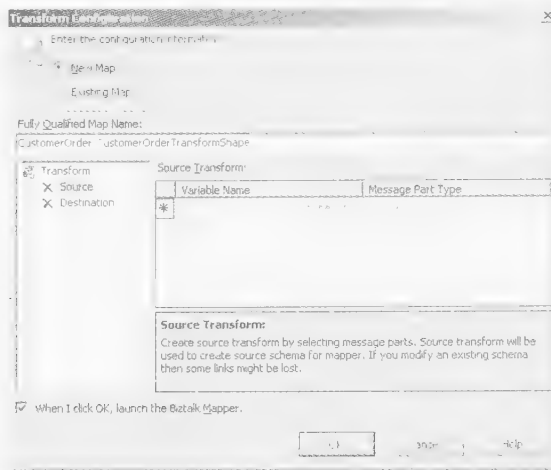 Transform Configuration
Enter the configuration information
New Map
Existing Map
Fully Qualified Map Name:
CustomerOrder. CustomerOrderTransformShape
Transform
Source
Destination
Source Transform:
Variable Name Message Part Type
Source Transform:
Create source transform by selecting message parts. Source transform will be
used to create source schema for mapper. If you modify an existing schema
then some links might be lost.
When I click OK, launch the Biztalk Mapper.
Help